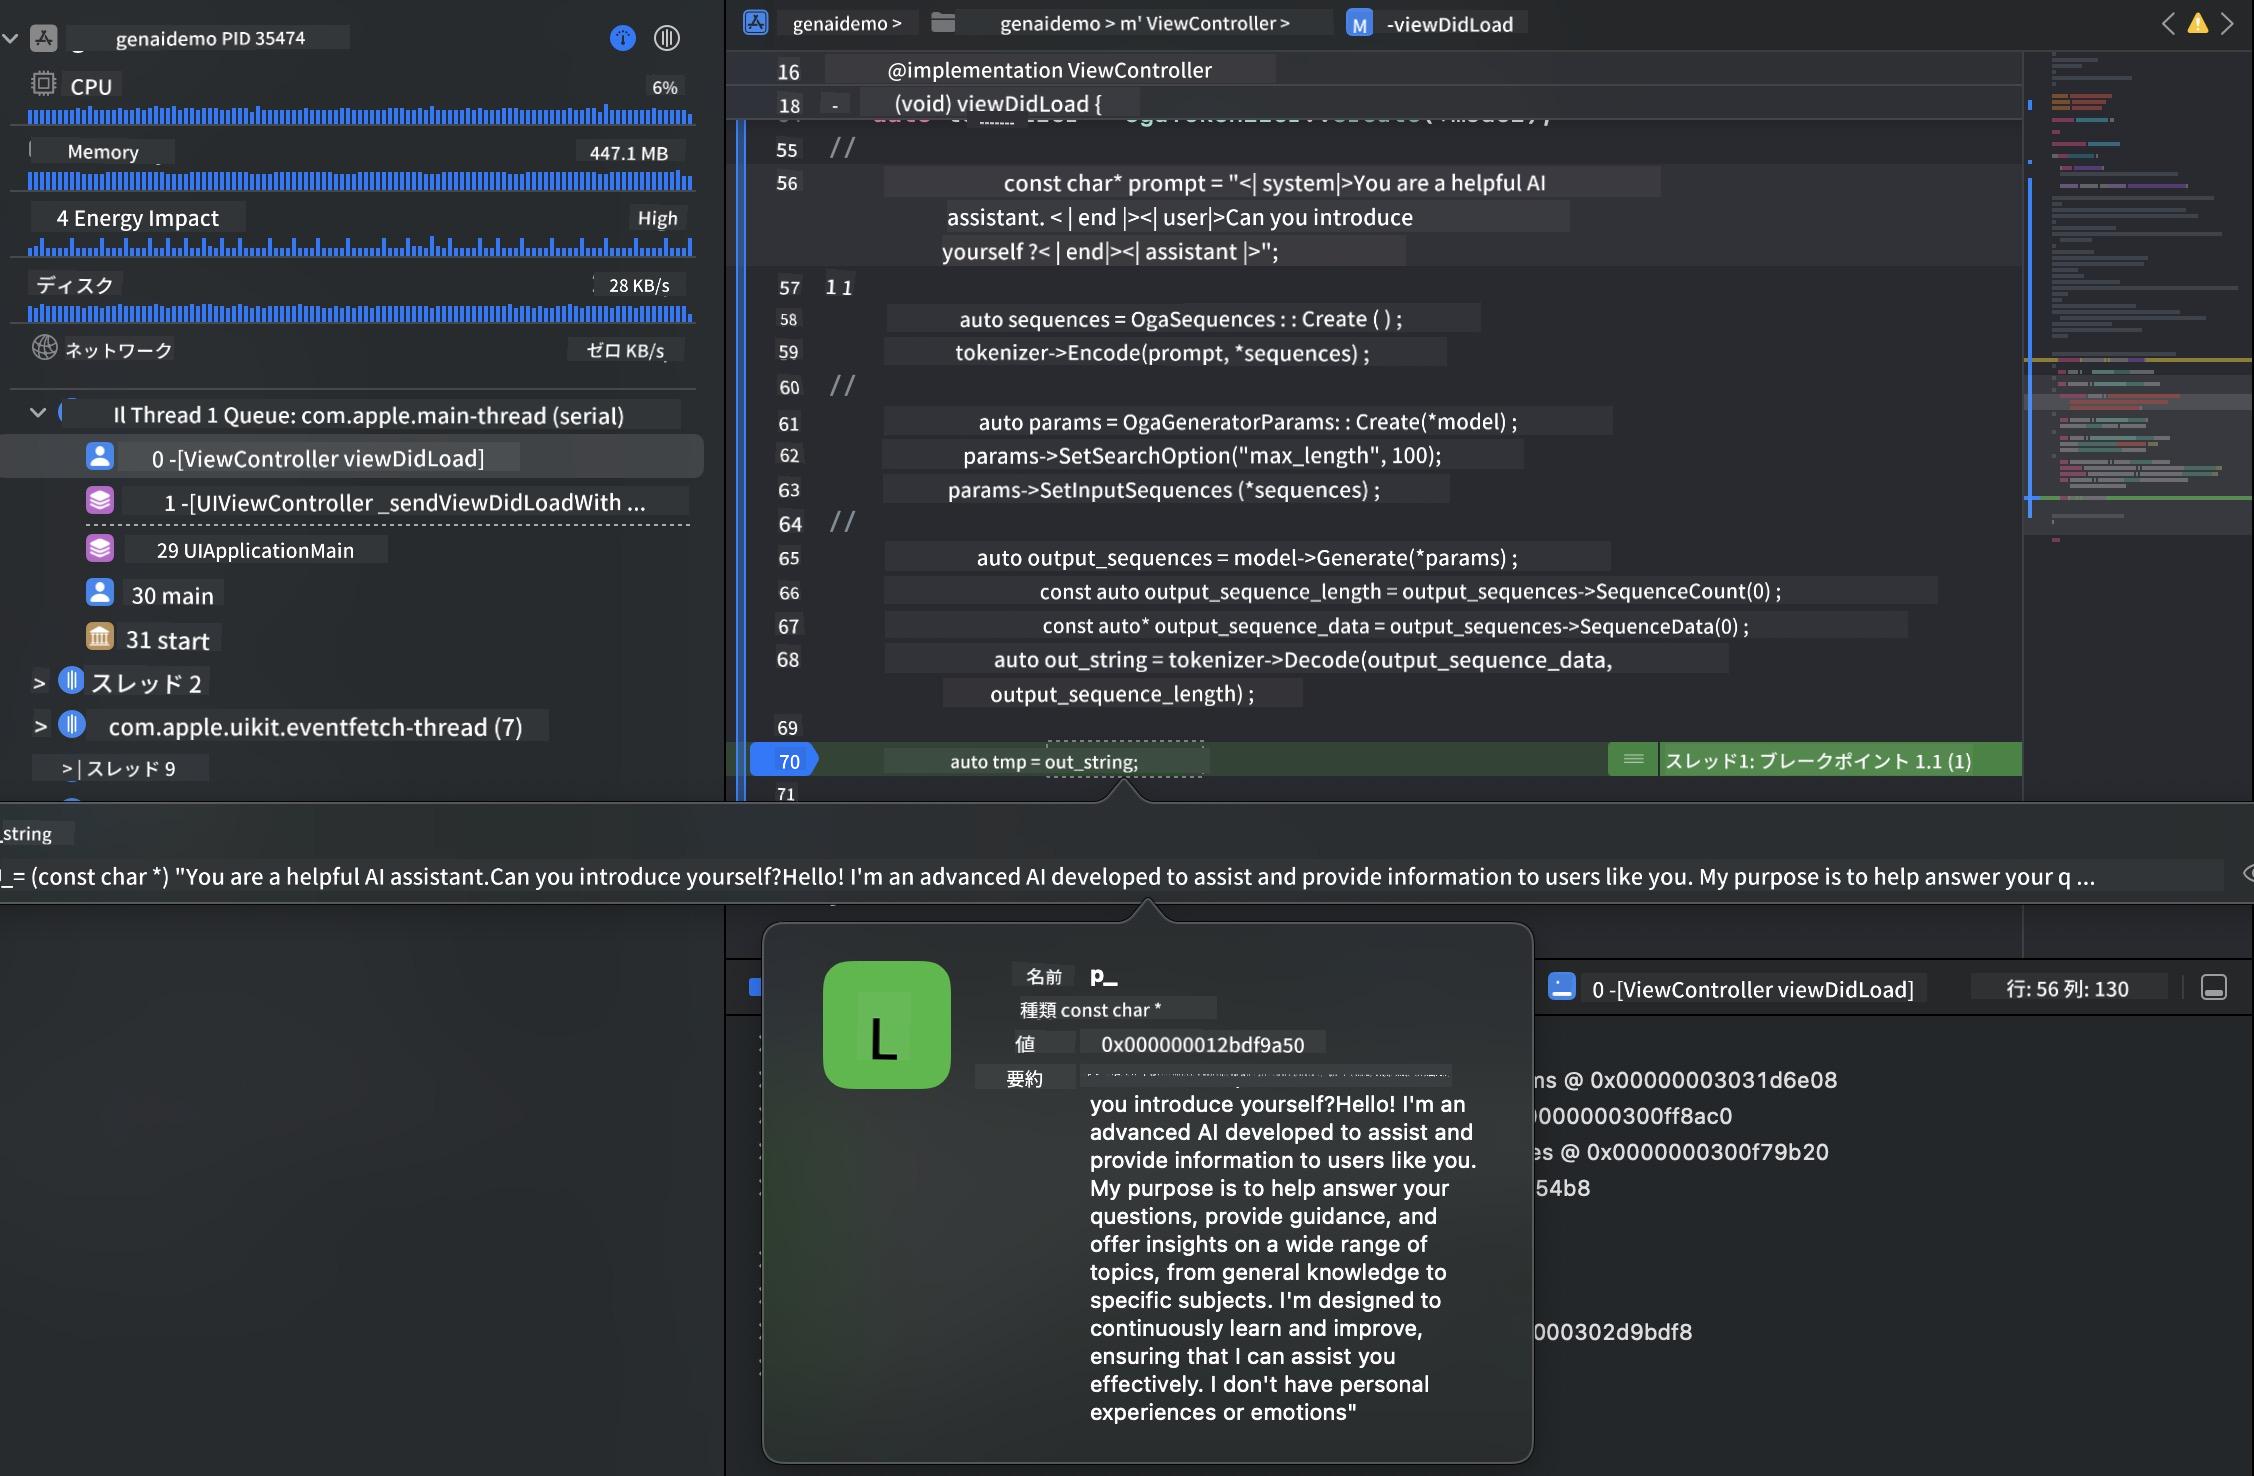 genaidemo PID 35474
CPU
6%
Memory
447.1 MB
4 Energy Impact
High
ディスク
28 KB/s
ネットワーク
ゼロ KB/s
Il Thread 1 Queue: com.apple.main-thread (serial)
0 -[ViewController viewDidLoad]
1 -[UIViewController _sendViewDidLoadWith ...
29 UIApplicationMain
30 main
31 start
> スレッド 2
> com.apple.uikit.eventfetch-thread (7)
>| スレッド 9
genaidemo >
genaidemo > m' ViewController >
M -viewDidLoad
16 @implementation ViewController
18 - (void) viewDidLoad {
55 //
56 const char* prompt = "<| system|>You are a helpful AI
assistant. < | end |><| user|>Can you introduce
yourself ?< | end|><| assistant |>";
57 1 1
58 auto sequences = OgaSequences : : Create ( ) ;
59 tokenizer->Encode(prompt, *sequences) ;
60 //
61 auto params = OgaGeneratorParams: : Create(*model) ;
62 params->SetSearchOption("max_length", 100);
63 params->SetInputSequences (*sequences) ;
64 //
65 auto output_sequences = model->Generate(*params) ;
66 const auto output_sequence_length = output_sequences->SequenceCount(0) ;
67 const auto* output_sequence_data = output_sequences->SequenceData(0) ;
68 auto out_string = tokenizer->Decode(output_sequence_data,
output_sequence_length) ;
69
70 auto tmp = out_string;
スレッド1: ブレークポイント 1.1 (1)
71
_string
_= (const char *) "You are a helpful AI assistant.Can you introduce yourself?Hello! I'm an advanced AI developed to assist and provide information to users like you. My purpose is to help answer your q ...
L
名前 p_
種類 const char *
値 0x000000012bdf9a50
要約
you introduce yourself?Hello! I'm an
advanced AI developed to assist and
provide information to users like you.
My purpose is to help answer your
questions, provide guidance, and
offer insights on a wide range of
topics, from general knowledge to
specific subjects. I'm designed to
continuously learn and improve,
ensuring that I can assist you
effectively. I don't have personal
experiences or emotions"
0 -[ViewController viewDidLoad]
行: 56 列: 130
ns @ 0x00000003031d6e08
0000000300ff8ac0
es @ 0x0000000300f79b20
54b8
000302d9bdf8